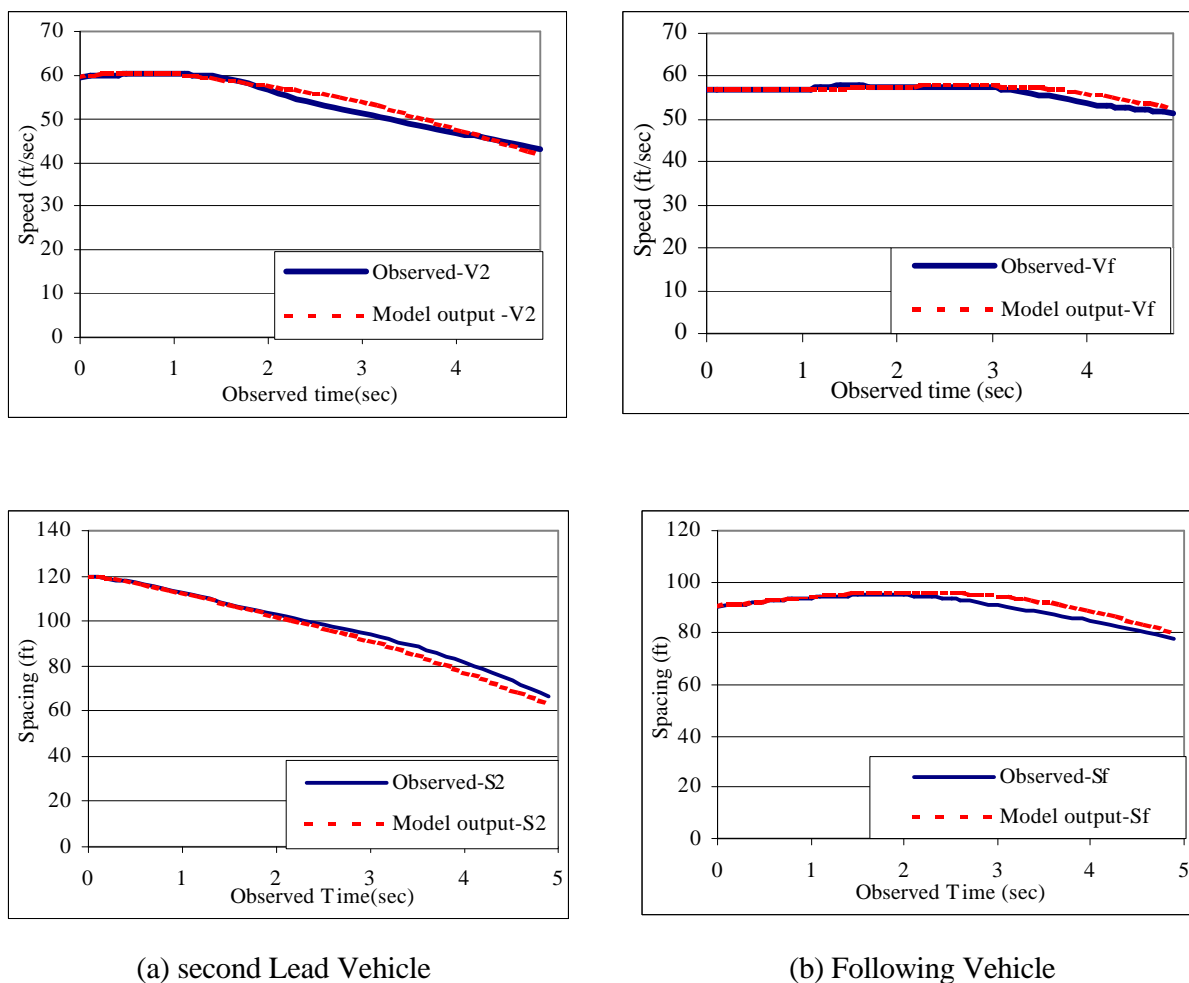 70
60
50
40
30
20
10
0
Speed (ft/sec)
Observed-V2
Model output -V2
0 1 2 3 4
Observed time(sec)
70
60
50
40
30
20
10
0
Speed (ft/sec)
Observed-Vf
Model output-Vf
0 1 2 3 4
Observed time (sec)
140
120
100
80
60
40
20
0
Spacing (ft)
Observed-S2
Model output-S2
0 1 2 3 4 5
Observed Time(sec)
120
100
80
60
40
20
0
Spacing (ft)
Observed-Sf
Model output-Sf
0 1 2 3 4 5
Observed Time (sec)
(a) second Lead Vehicle
(b) Following Vehicle